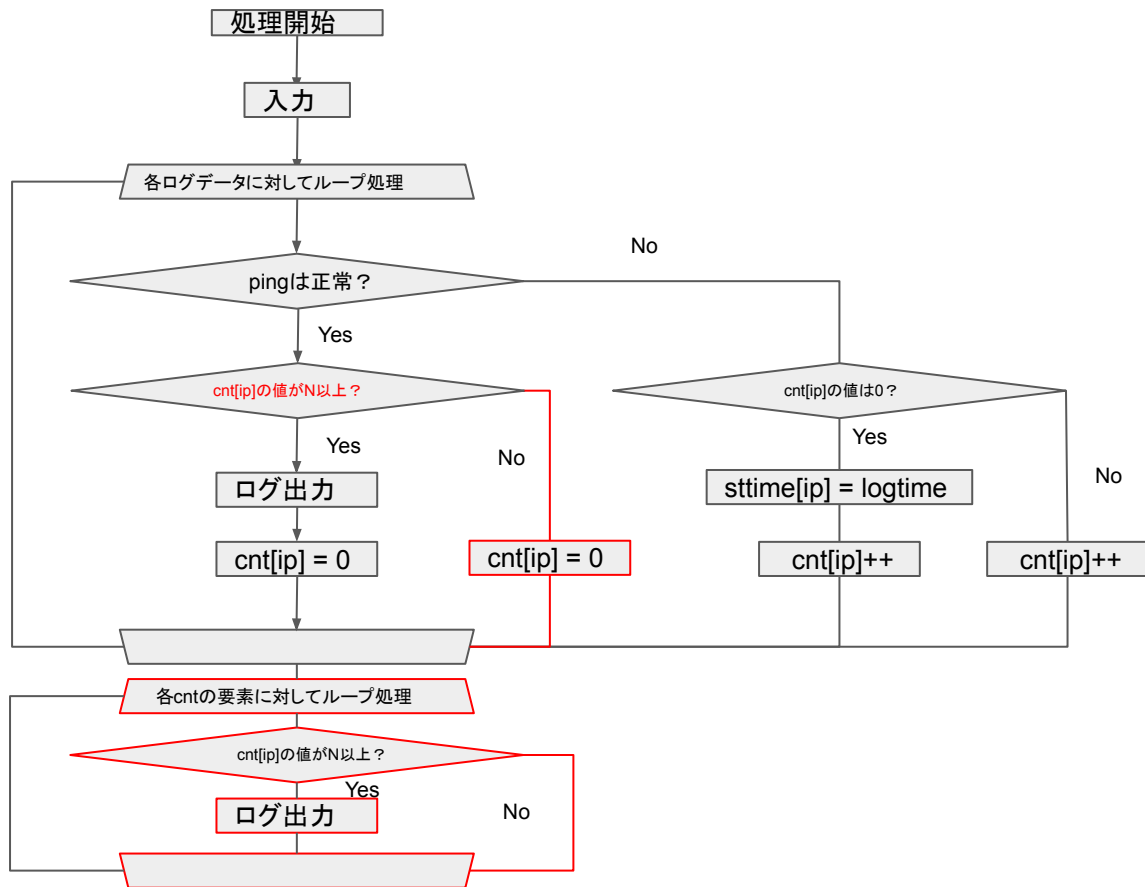 処理開始
入力
各ログデータに対してループ処理
No
pingは正常？
Yes
cnt[ip]の値がN以上？
cnt[ip]の値は0？
Yes
No
Yes
No
ログ出力
sttime[ip] = logtime
cnt[ip] = 0
cnt[ip] = 0
cnt[ip]++
cnt[ip]++
各cntの要素に対してループ処理
cnt[ip]の値がN以上？
Yes
No
ログ出力